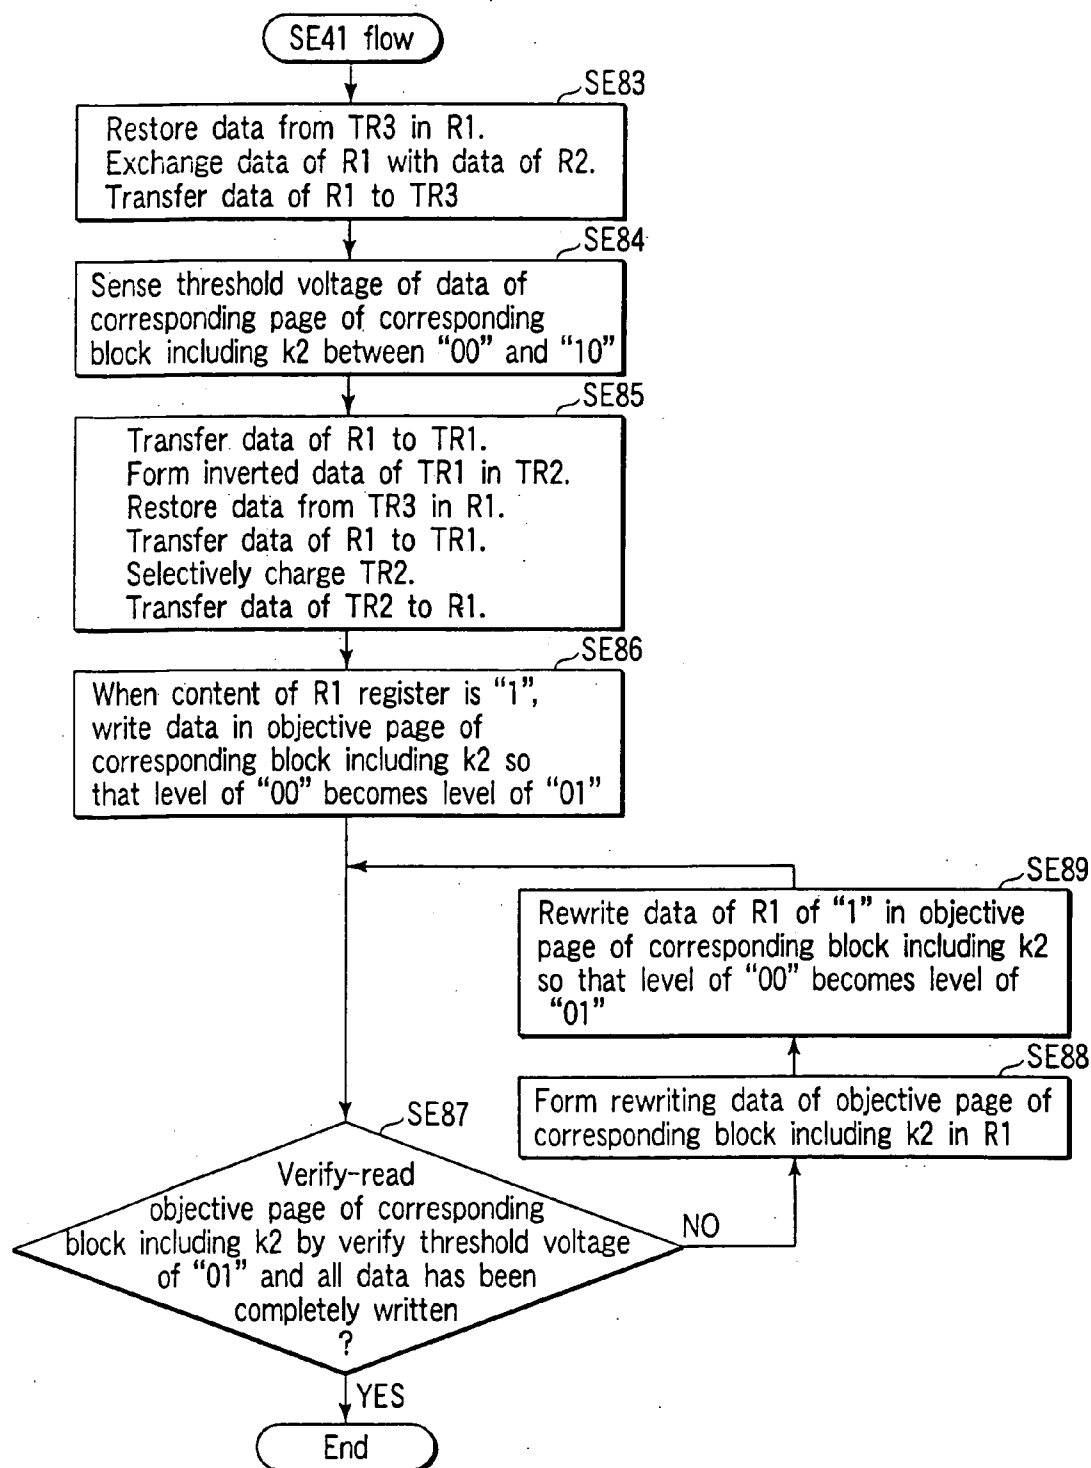 SE41 flow
SE83
Restore data from TR3 in R1.
Exchange data of R1 with data of R2.
Transfer data of R1 to TR3
SE84
Sense threshold voltage of data of
corresponding page of corresponding
block including k2 between “00” and “10”
SE85
Transfer data of R1 to TR1.
Form inverted data of TR1 in TR2.
Restore data from TR3 in R1.
Transfer data of R1 to TR1.
Selectively charge TR2.
Transfer data of TR2 to R1.
SE86
When content of R1 register is “1”,
write data in objective page of
corresponding block including k2 so
that level of “00” becomes level of “01”
SE89
Rewrite data of R1 of “1” in objective
page of corresponding block including k2
so that level of “00” becomes level of
“01”
SE88
Form rewriting data of objective page of
corresponding block including k2 in R1
SE87
Verify-read
objective page of corresponding
block including k2 by verify threshold voltage
of “01” and all data has been
completely written
?
NO
YES
End